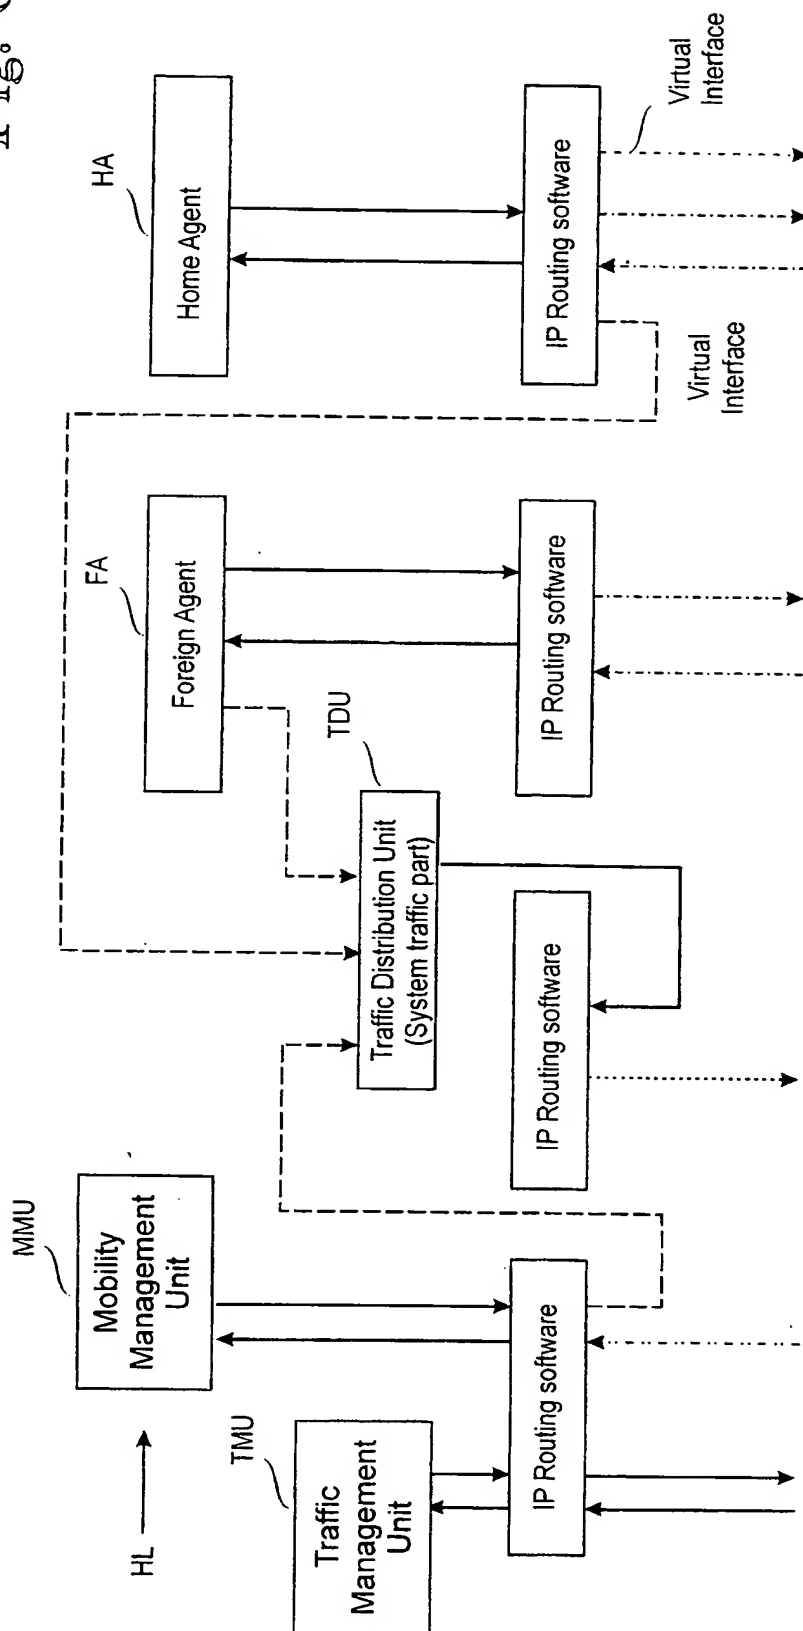 Fig.
HL
MMU
Mobility
Management
Unit
TMU
Traffic
Management
Unit
IP Routing software
TDU
Traffic Distribution Unit
(System traffic part)
IP Routing software
FA
Foreign Agent
IP Routing software
HA
Home Agent
IP Routing software
Virtual
Interface
Virtual
Interface